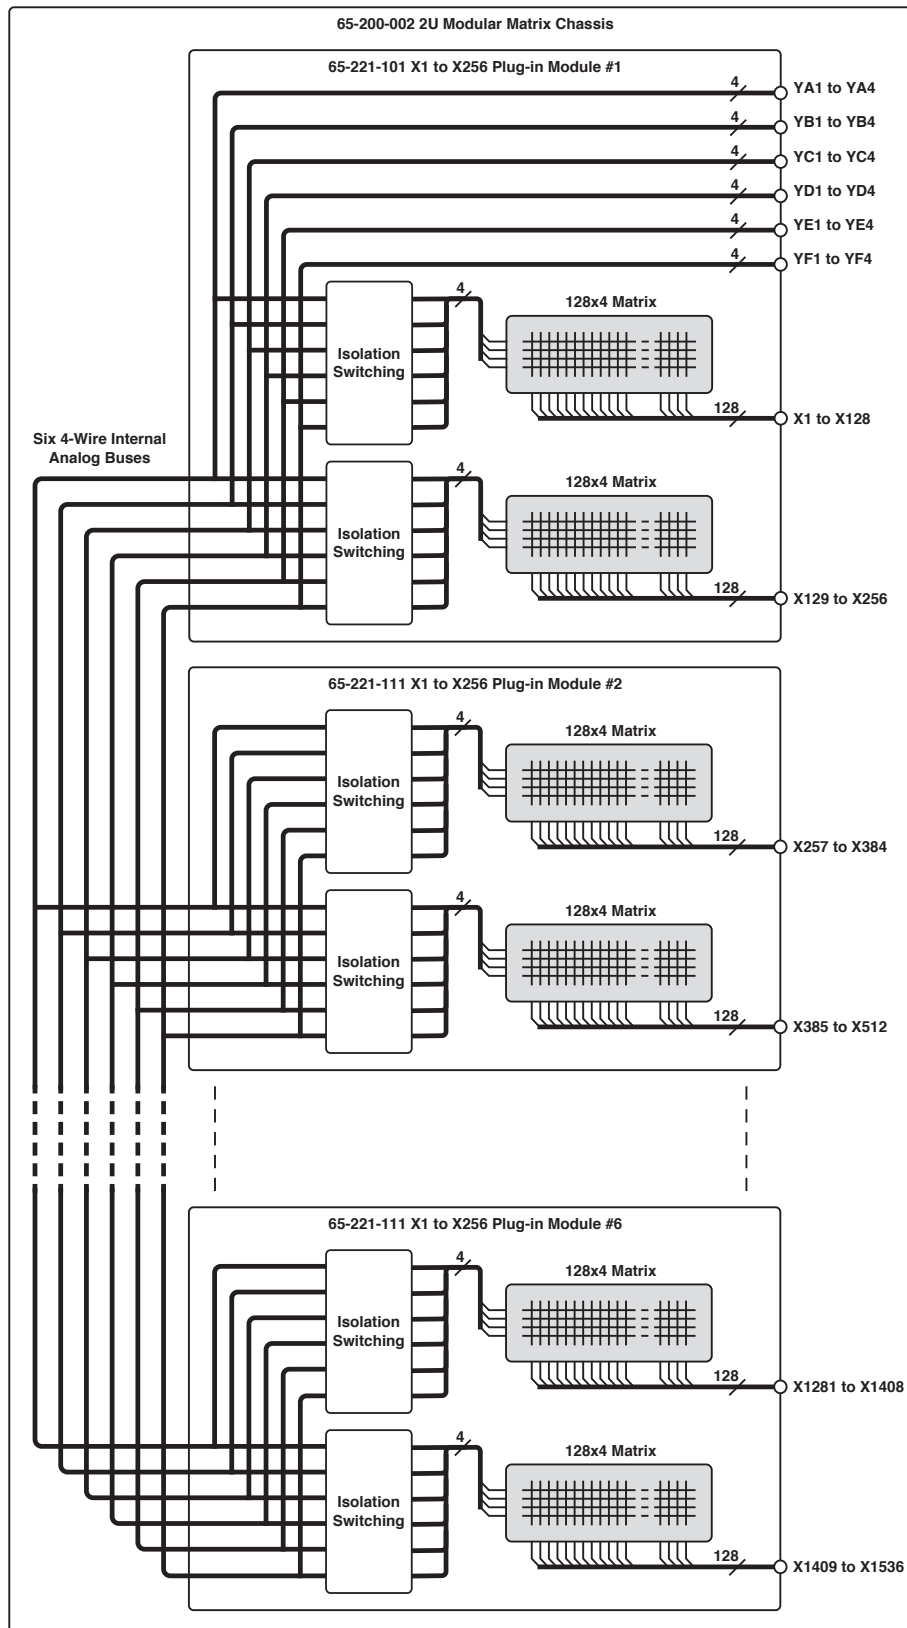 65-200-002 2U Modular Matrix Chassis
65-221-101 X1 to X256 Plug-in Module #1
4
YA1 to YA4
4
YB1 to YB4
4
YC1 to YC4
4
YD1 to YD4
4
YE1 to YE4
4
YF1 to YF4
4
128x4 Matrix
Isolation
Switching
128
X1 to X128
Six 4-Wire Internal
Analog Buses
4
128x4 Matrix
Isolation
Switching
128
X129 to X256
65-221-111 X1 to X256 Plug-in Module #2
4
128x4 Matrix
Isolation
Switching
128
X257 to X384
4
128x4 Matrix
Isolation
Switching
128
X385 to X512
65-221-111 X1 to X256 Plug-in Module #6
4
128x4 Matrix
Isolation
Switching
128
X1281 to X1408
4
128x4 Matrix
Isolation
Switching
128
X1409 to X1536